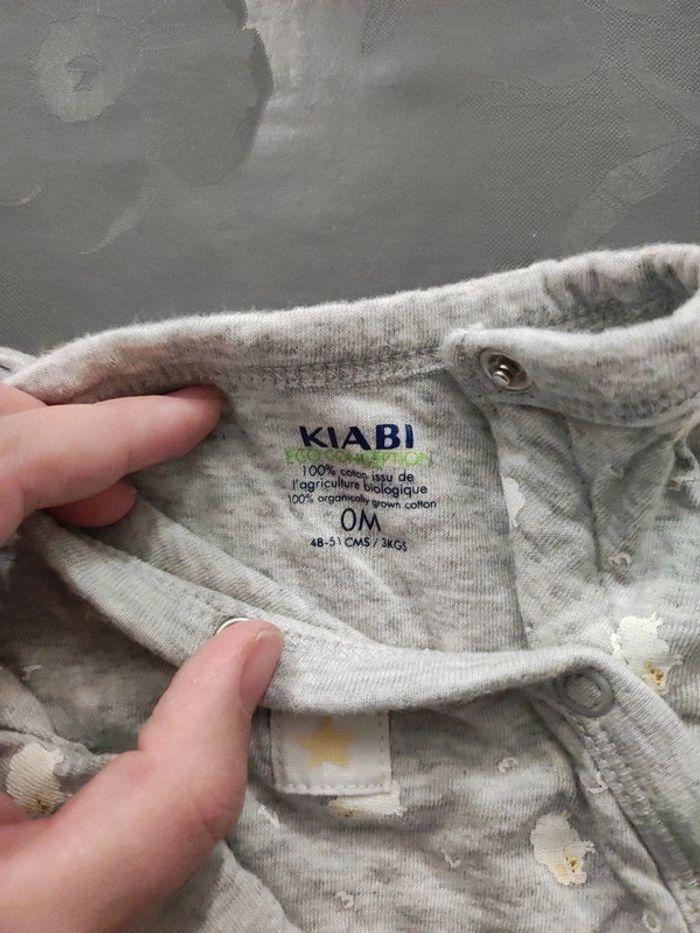 KIABI
ECO CONCEPTION
100% coton issu de
l'agriculture biologique
100% organically grown cotton
0M
48-51 CMS / 3KGS